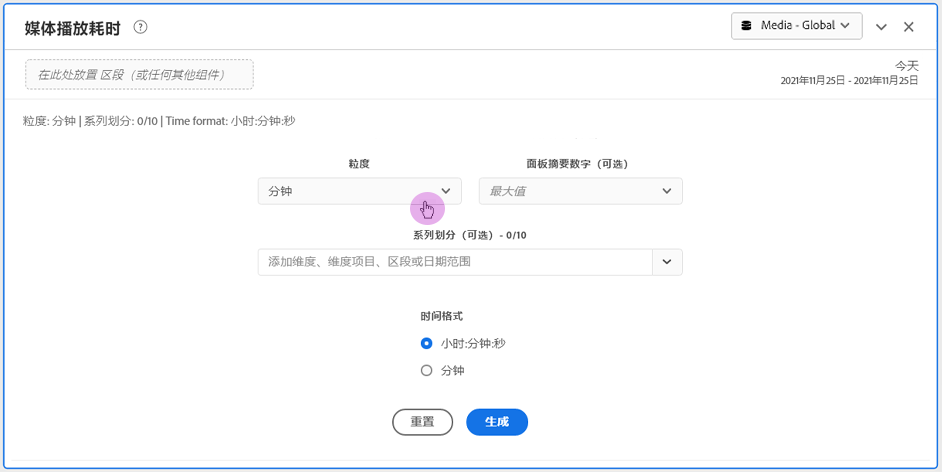 媒体播放耗时
Media - Global
在此处放置 区段（或任何其他组件）
今天
2021年11月25日 - 2021年11月25日
粒度: 分钟 | 系列划分: 0/10 | Time format: 小时:分钟:秒
粒度
面板摘要数字（可选）
分钟
最大值
系列划分（可选）- 0/10
添加维度、维度项目、区段或日期范围
时间格式
小时:分钟:秒
分钟
重置
生成